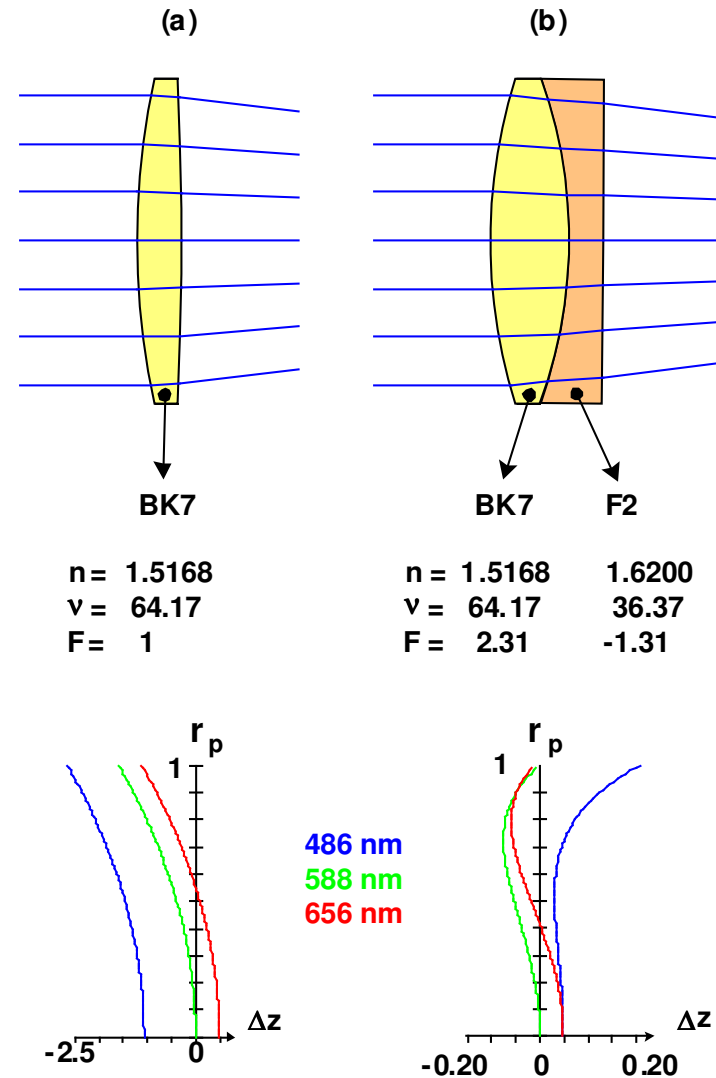 (a) (b)
BK7 BK7 F2
n = 1.5168 n = 1.5168 1.6200
ν = 64.17 ν = 64.17 36.37
F = 1 F = 2.31 -1.31
r p r p
1 1
486 nm
588 nm
656 nm
Δz Δz
-2.5 0 -0.20 0 0.20